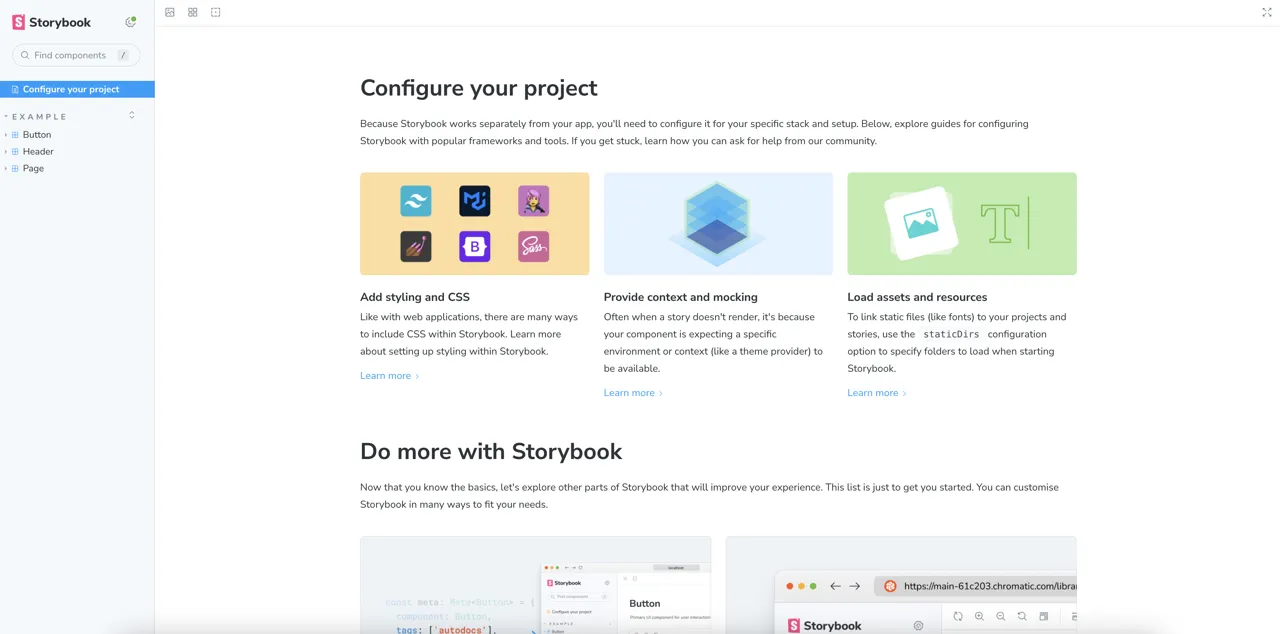 Storybook
Find components /
Configure your project
EXAMPLE
Button
Header
Page
Configure your project
Because Storybook works separately from your app, you'll need to configure it for your specific stack and setup. Below, explore guides for configuring
Storybook with popular frameworks and tools. If you get stuck, learn how you can ask for help from our community.
B
Sass
T
Add styling and CSS
Like with web applications, there are many ways
to include CSS within Storybook. Learn more
about setting up styling within Storybook.
Learn more
Provide context and mocking
Often when a story doesn't render, it's because
your component is expecting a specific
environment or context (like a theme provider) to
be available.
Learn more
Load assets and resources
To link static files (like fonts) to your projects and
stories, use the staticDirs configuration
option to specify folders to load when starting
Storybook.
Learn more
Do more with Storybook
Now that you know the basics, let's explore other parts of Storybook that will improve your experience. This list is just to get you started. You can customise
Storybook in many ways to fit your needs.
const meta: Meta<Button> = {
component: Button,
tags: ['autodocs'],
localhost
Storybook
Find component
Configure your project
EXAMPLE
Button
Button
Primary UI component for user interaction
https://main-61c203.chromatic.com/librar
Storybook